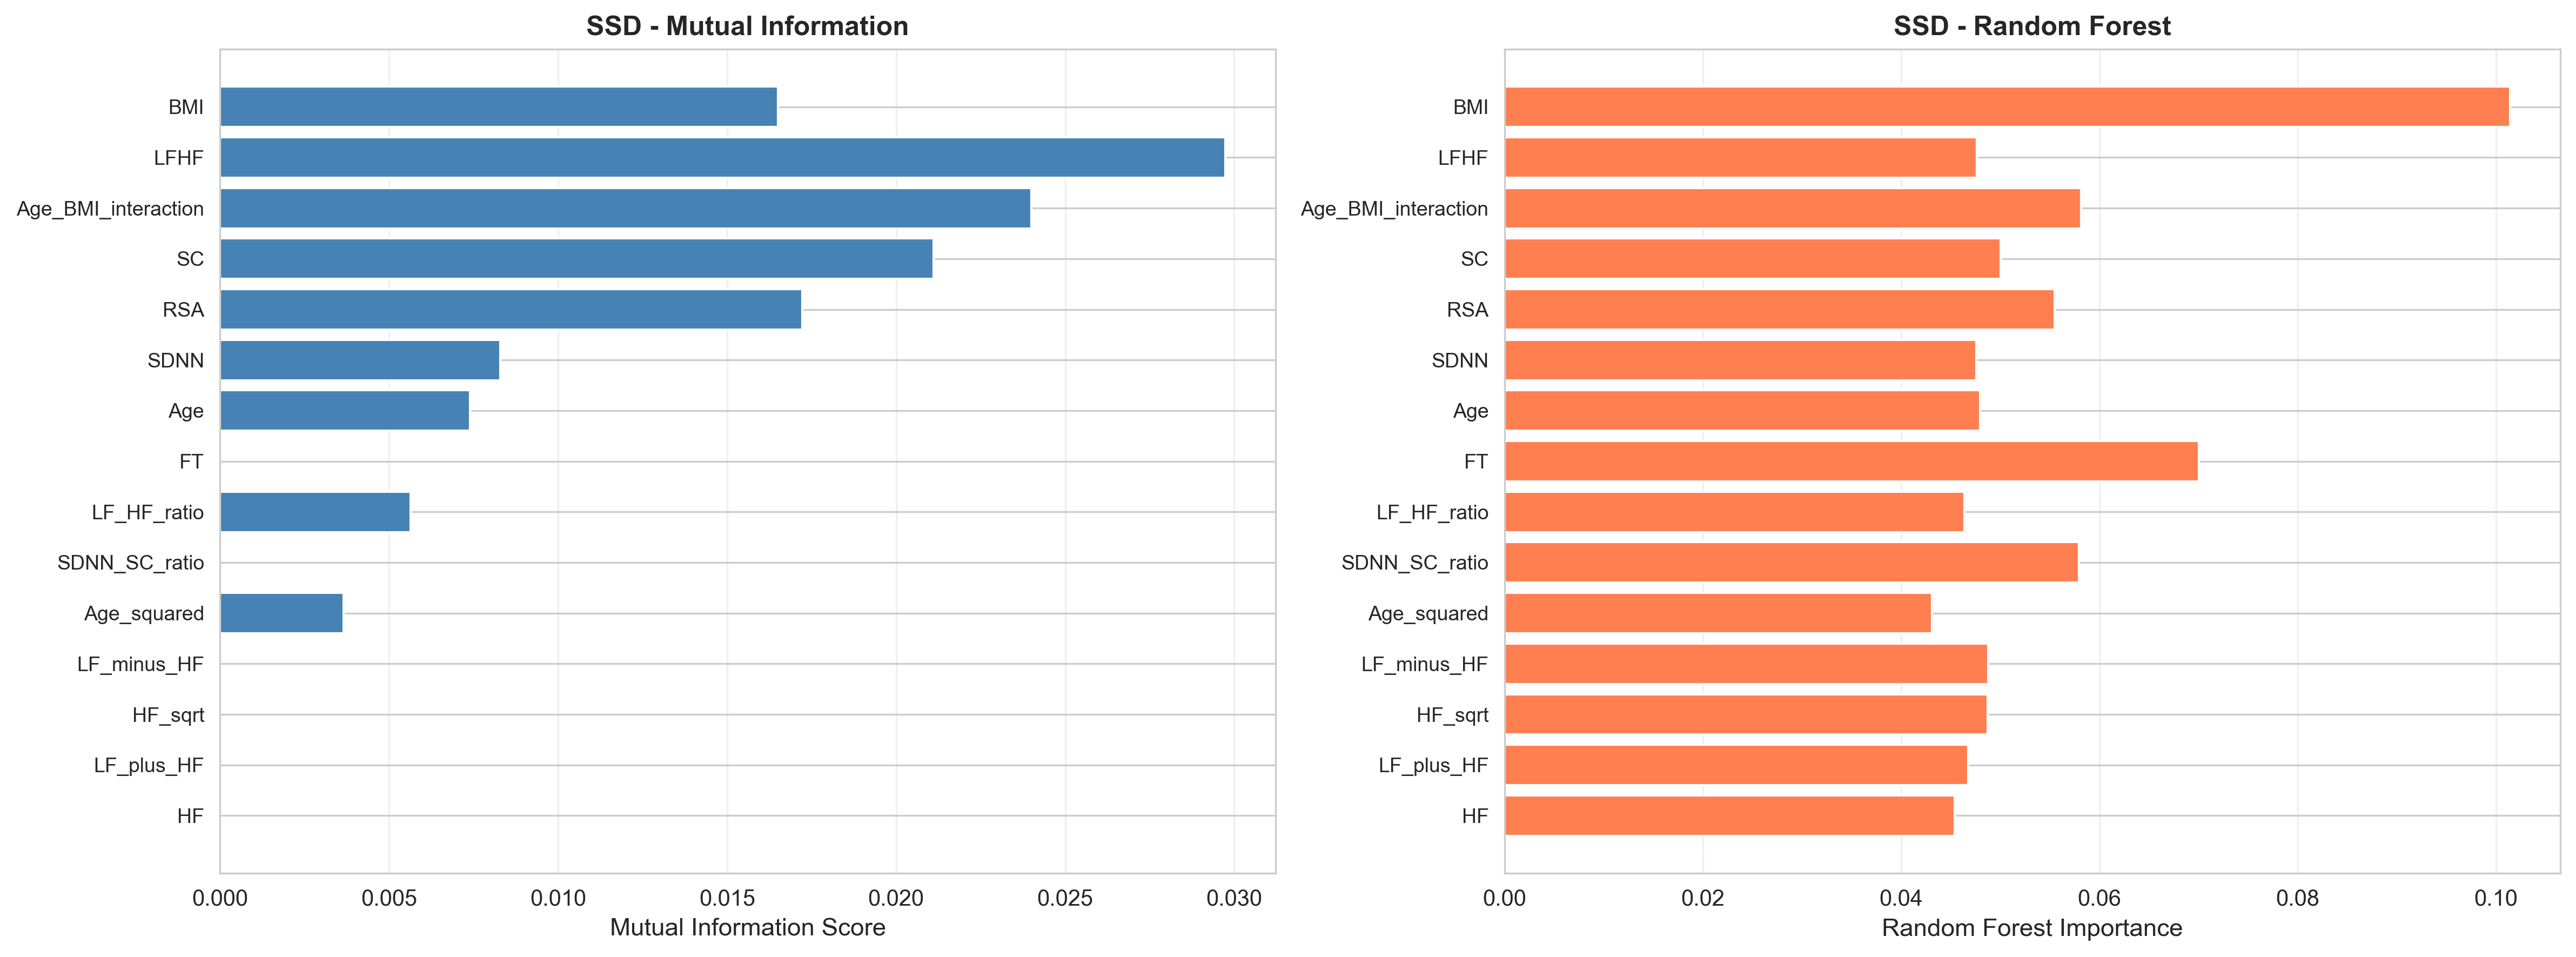 SSD - Mutual Information
BMI
LFHF
Age_BMI_interaction
SC
RSA
SDNN
Age
FT
LF_HF_ratio
SDNN_SC_ratio
Age_squared
LF_minus_HF
HF_sqrt
LF_plus_HF
HF
0.000 0.005 0.010 0.015 0.020 0.025 0.030
Mutual Information Score
SSD - Random Forest
BMI
LFHF
Age_BMI_interaction
SC
RSA
SDNN
Age
FT
LF_HF_ratio
SDNN_SC_ratio
Age_squared
LF_minus_HF
HF_sqrt
LF_plus_HF
HF
0.00 0.02 0.04 0.06 0.08 0.10
Random Forest Importance